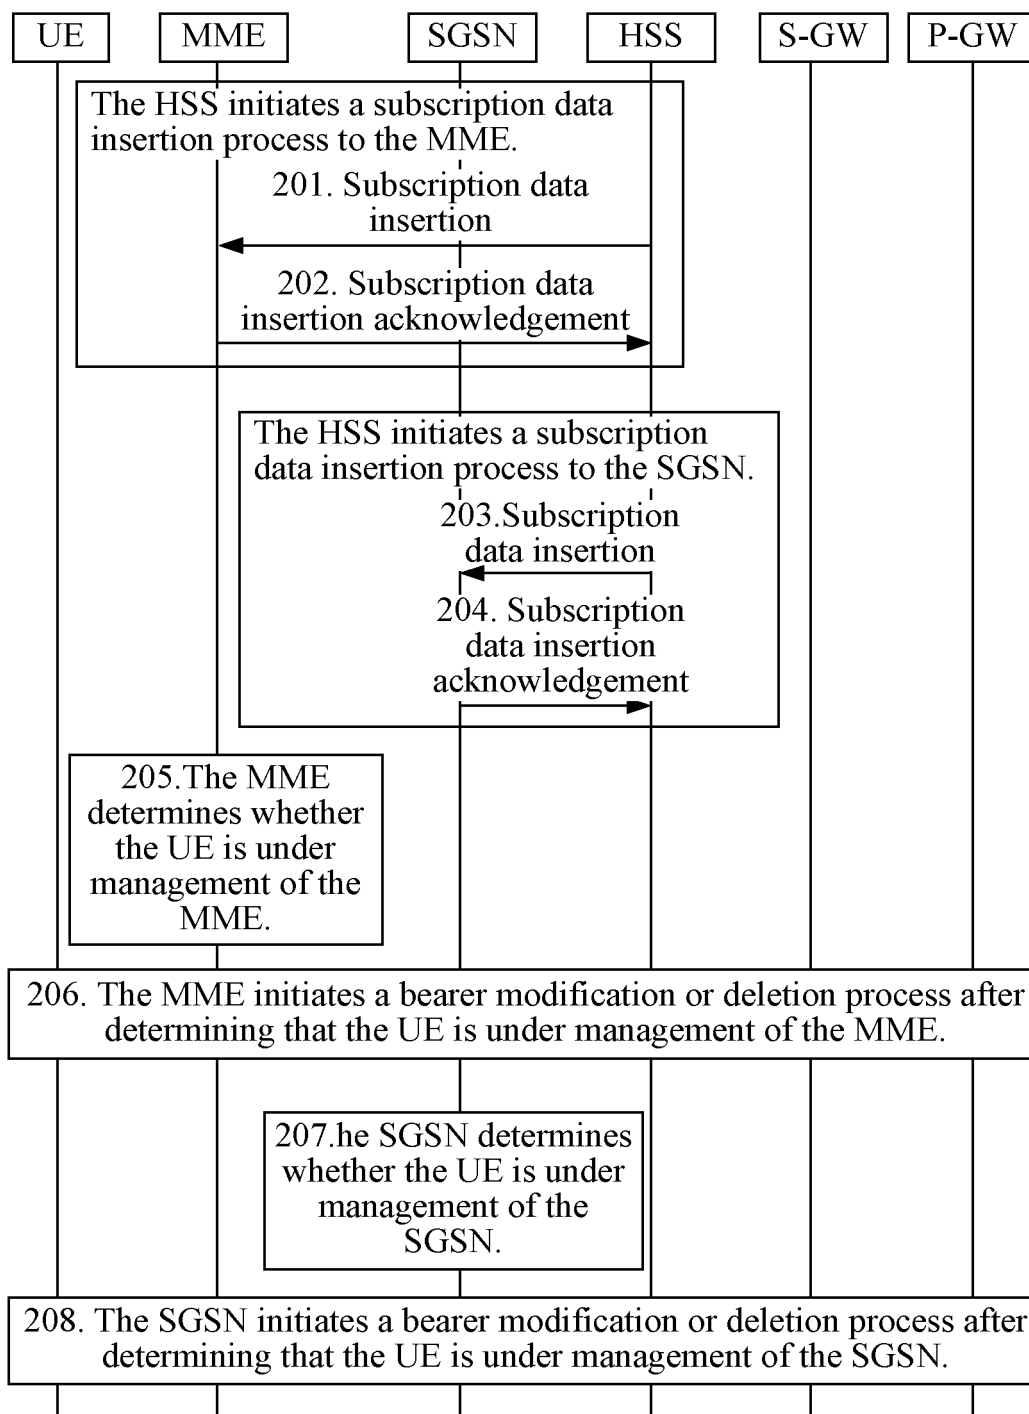 UE MME SGSN HSS S-GW P-GW
The HSS initiates a subscription data
insertion process to the MME.
201. Subscription data
insertion
202. Subscription data
insertion acknowledgement
The HSS initiates a subscription
data insertion process to the SGSN.
203.Subscription
data insertion
204. Subscription
data insertion
acknowledgement
205.The MME
determines whether
the UE is under
management of the
MME.
206. The MME initiates a bearer modification or deletion process after
determining that the UE is under management of the MME.
207.he SGSN determines
whether the UE is under
management of the
SGSN.
208. The SGSN initiates a bearer modification or deletion process after
determining that the UE is under management of the SGSN.